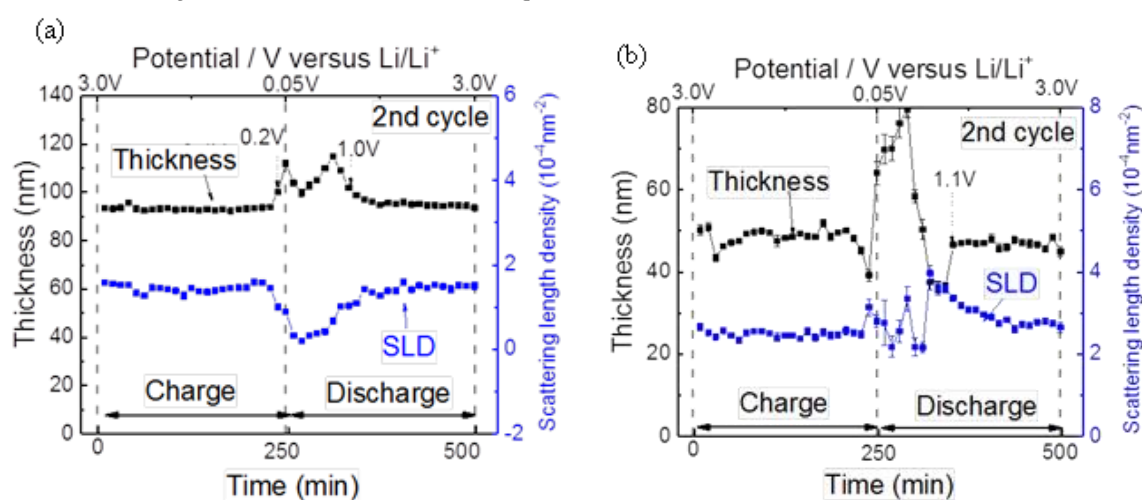 (a)
Potential / V versus Li/Li⁺
3.0V 0.05V 3.0V
2nd cycle
0.2V
1.0V
Thickness
SLD
Charge Discharge
140
120
100
80
60
40
20
0
Thickness (nm)
6
4
2
0
-2
Scattering length density (10⁻⁴nm⁻²)
0 250 500
Time (min)
(b)
Potential / V versus Li/Li⁺
3.0V 0.05V 3.0V
2nd cycle
Thickness
1.1V
SLD
Charge Discharge
80
60
40
20
0
Thickness (nm)
8
6
4
2
0
Scattering length density (10⁻⁴nm⁻²)
0 250 500
Time (min)